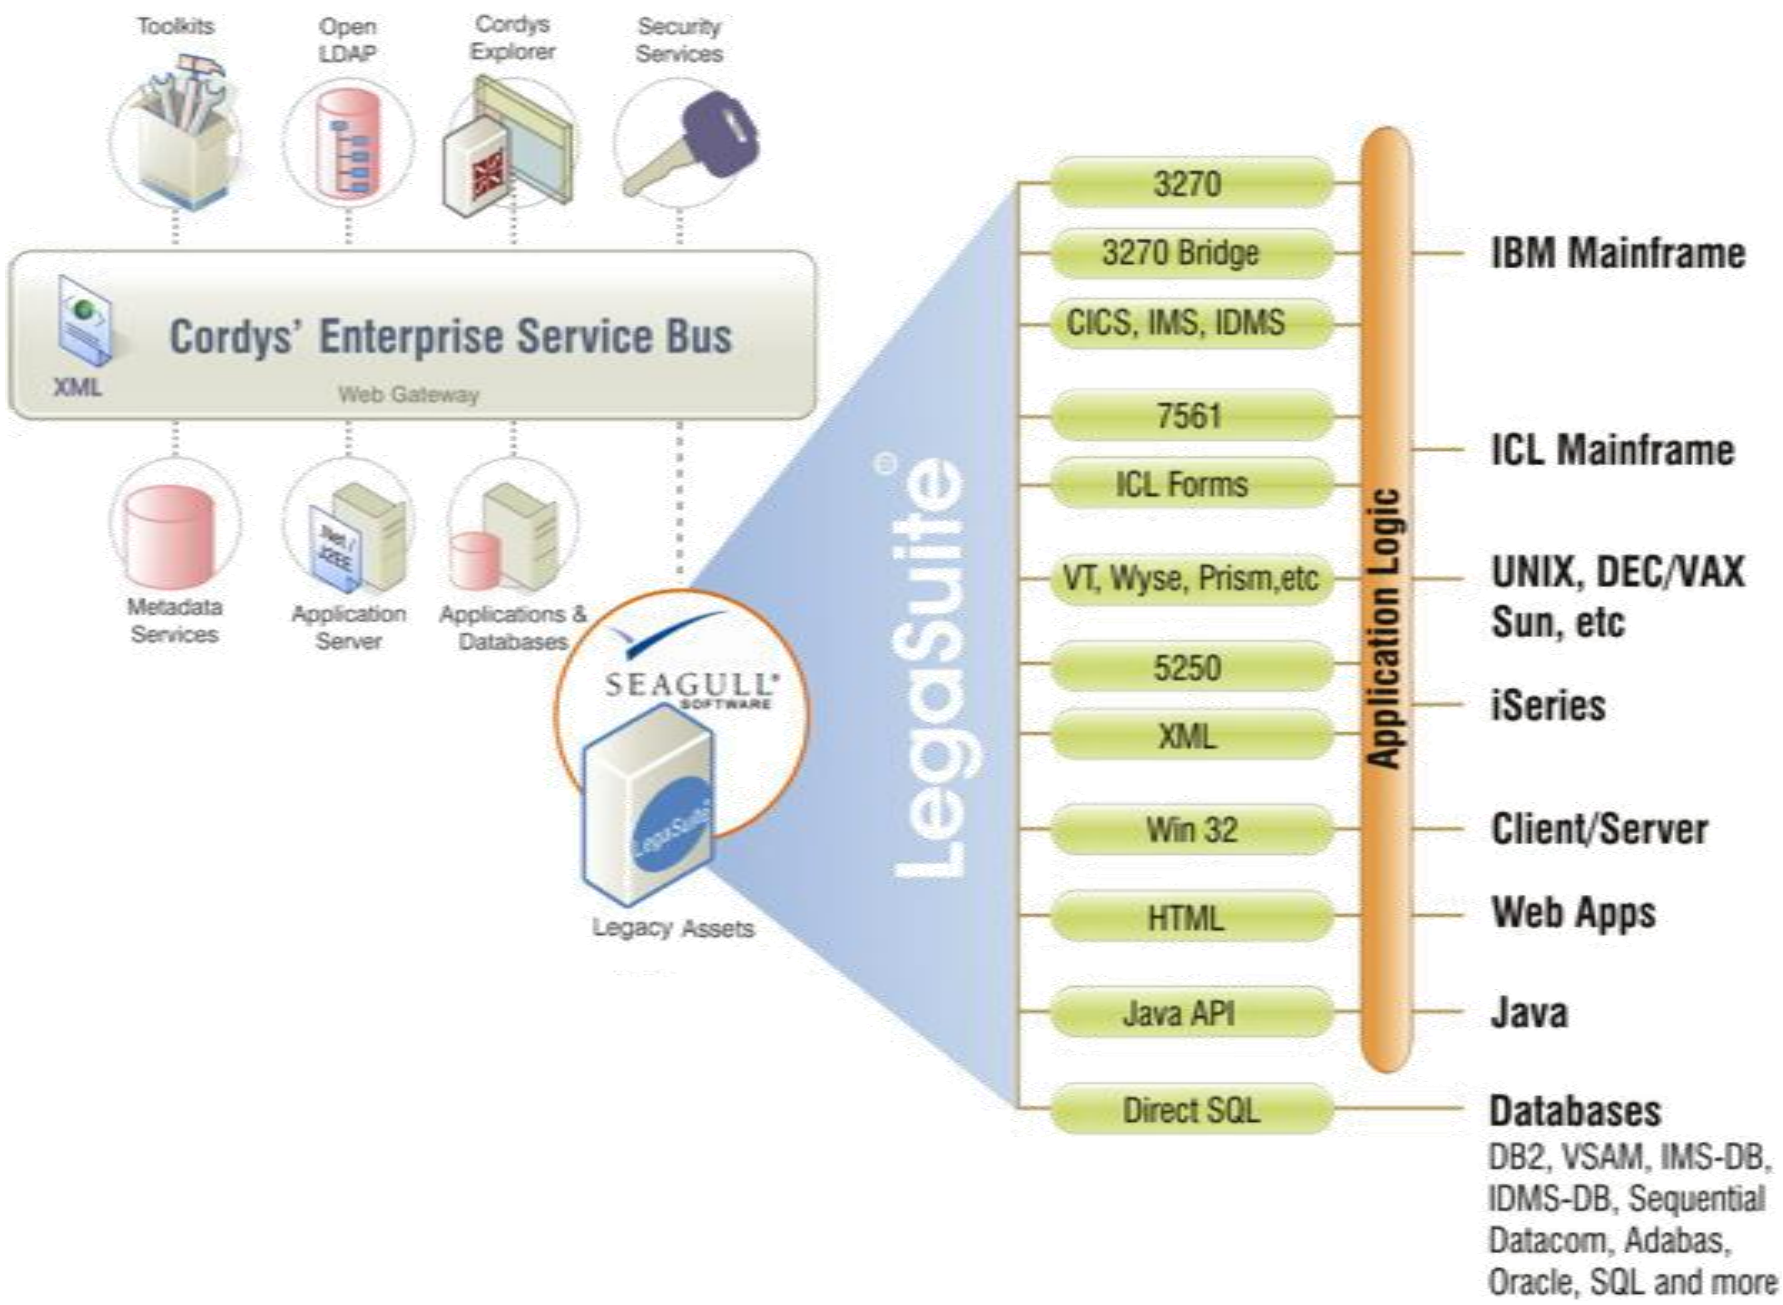 Toolkits
Open
LDAP
Cordys
Explorer
Security
Services
XML
Cordys' Enterprise Service Bus
Web Gateway
.Net /
J2EE
Metadata
Services
Application
Server
Applications &
Databases
SEAGULL®
SOFTWARE
LegaSuite®
Legacy Assets
LegaSuite®
3270
3270 Bridge
CICS, IMS, IDMS
7561
ICL Forms
VT, Wyse, Prism,etc
5250
XML
Win 32
HTML
Java API
Direct SQL
Application Logic
IBM Mainframe
ICL Mainframe
UNIX, DEC/VAX
Sun, etc
iSeries
Client/Server
Web Apps
Java
Databases
DB2, VSAM, IMS-DB,
IDMS-DB, Sequential
Datacom, Adabas,
Oracle, SQL and more